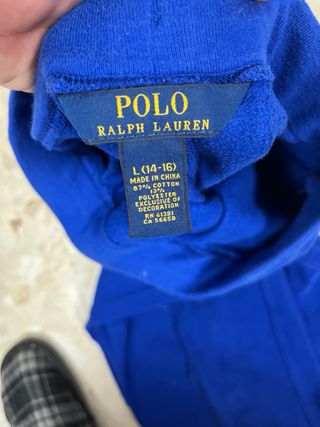 POLO
RALPH LAUREN
L (14-16)
MADE IN CHINA
87% COTTON
13%
POLYESTER
EXCLUSIVE OF
DECORATION
RN 41381
CA 56658